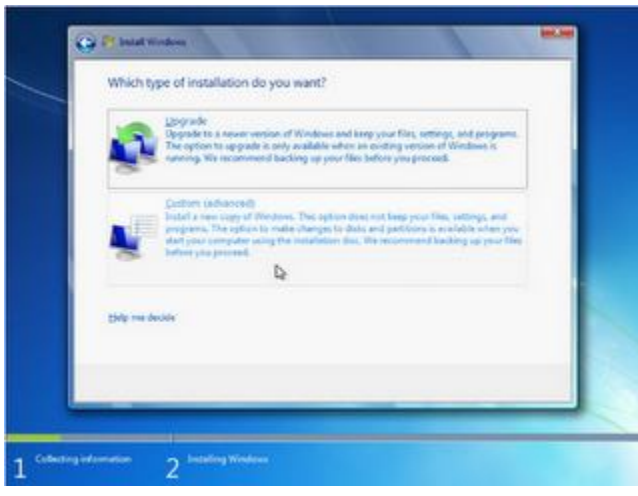 Install Windows
Which type of installation do you want?
Upgrade
Upgrade to a newer version of Windows and keep your files, settings, and programs.
The option to upgrade is only available when an existing version of Windows is
running. We recommend backing up your files before you proceed.
Custom (advanced)
Install a new copy of Windows. This option does not keep your files, settings, and
programs. The option to make changes to disks and partitions is available when you
start your computer using the installation disc. We recommend backing up your files
before you proceed.
Help me decide
1 Collecting information
2 Installing Windows